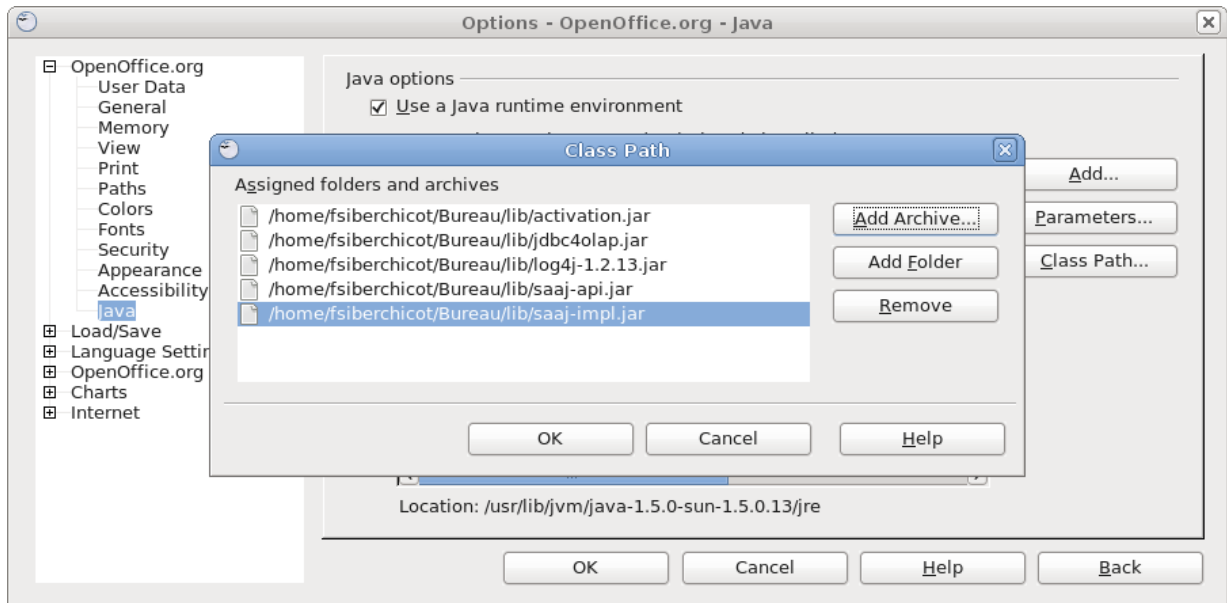 Options - OpenOffice.org - Java
OpenOffice.org
User Data
General
Memory
View
Print
Paths
Colors
Fonts
Security
Appearance
Accessibility
Java
Load/Save
Language Settin
OpenOffice.org
Charts
Internet
Java options
Use a Java runtime environment
Add...
Parameters...
Class Path...
Class Path
Assigned folders and archives
/home/fsiberchicot/Bureau/lib/activation.jar
/home/fsiberchicot/Bureau/lib/jdbc4olap.jar
/home/fsiberchicot/Bureau/lib/log4j-1.2.13.jar
/home/fsiberchicot/Bureau/lib/saaj-api.jar
/home/fsiberchicot/Bureau/lib/saaj-impl.jar
Add Archive...
Add Folder
Remove
OK
Cancel
Help
Location: /usr/lib/jvm/java-1.5.0-sun-1.5.0.13/jre
OK
Cancel
Help
Back